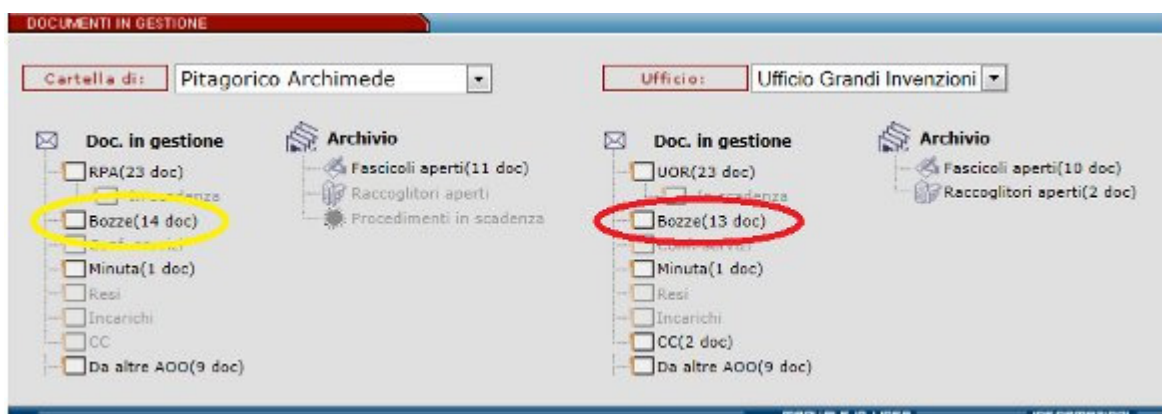 DOCUMENTI IN GESTIONE
Cartella di: Pitagorico Archimede
Doc. in gestione
RPA(23 doc)
In scadenza
Bozze(14 doc)
Conf. servizi
Minuta(1 doc)
Resi
Incarichi
CC
Da altre AOO(9 doc)
Archivio
Fascicoli aperti(11 doc)
Raccoglitori aperti
Procedimenti in scadenza
Ufficio: Ufficio Grandi Invenzioni
Doc. in gestione
UOR(23 doc)
In scadenza
Bozze(13 doc)
Conf. servizi
Minuta(1 doc)
Resi
Incarichi
CC(2 doc)
Da altre AOO(9 doc)
Archivio
Fascicoli aperti(10 doc)
Raccoglitori aperti(2 doc)